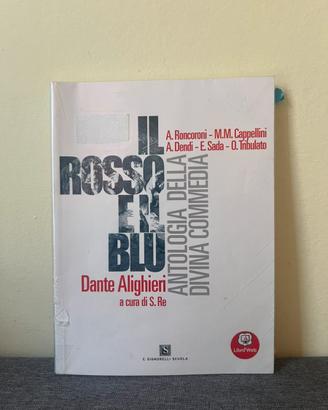 A. Roncoroni - M.M. Cappellini
A. Dendi - E. Sada - O. Tribulato
IL
ROSSO
E IL
BLU
ANTOLOGIA DELLA
DIVINA COMMEDIA
Dante Alighieri
a cura di S. Re
S
C. SIGNORELLI SCUOLA
LibroWeb